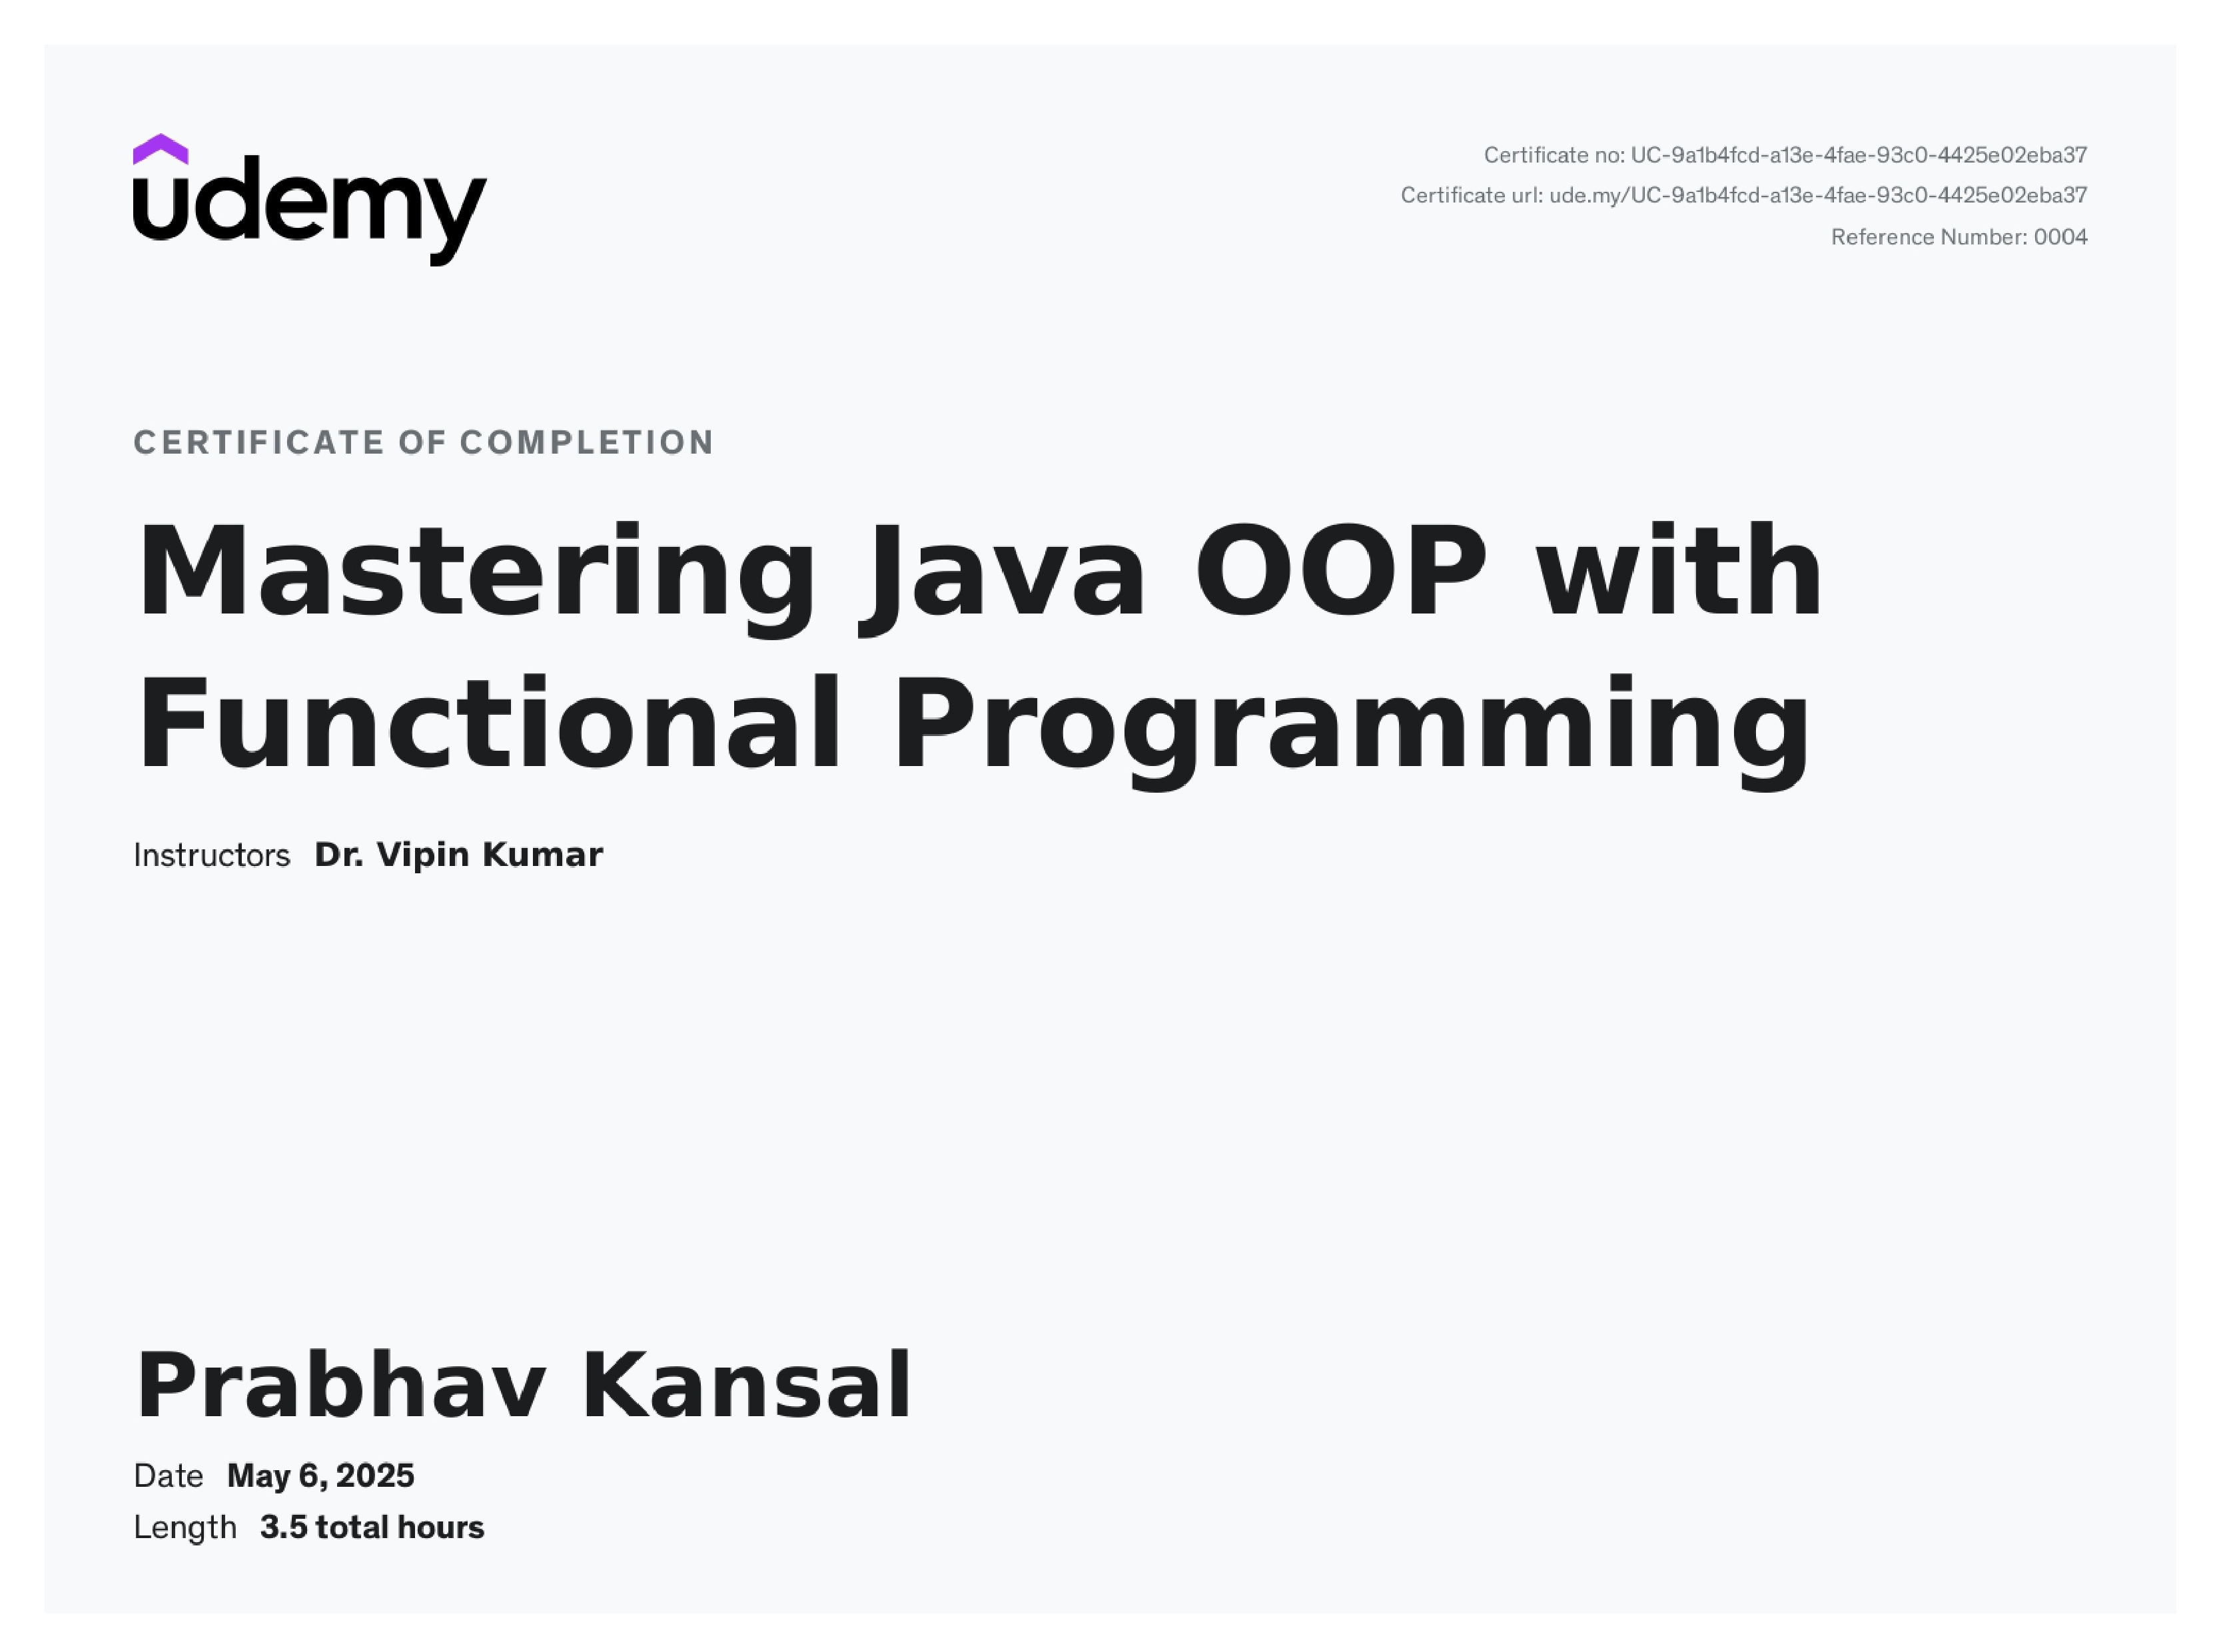 udemy
Certificate no: UC-9a1b4fcd-a13e-4fae-93c0-4425e02eba37
Certificate url: ude.my/UC-9a1b4fcd-a13e-4fae-93c0-4425e02eba37
Reference Number: 0004
CERTIFICATE OF COMPLETION
Mastering Java OOP with
Functional Programming
Instructors Dr. Vipin Kumar
Prabhav Kansal
Date May 6, 2025
Length 3.5 total hours